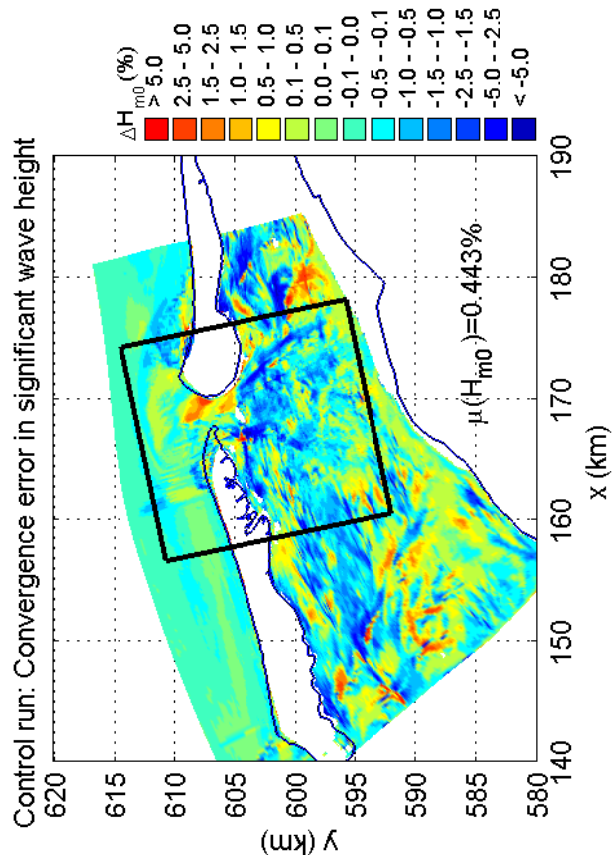 Control run: Convergence error in significant wave height
ΔHm0 (%)
> 5.0
2.5 - 5.0
1.5 - 2.5
1.0 - 1.5
0.5 - 1.0
0.1 - 0.5
0.0 - 0.1
-0.1 - 0.0
-0.5 - -0.1
-1.0 - -0.5
-1.5 - -1.0
-2.5 - -1.5
-5.0 - -2.5
< -5.0
620
615
610
605
600
595
590
585
580
y (km)
μ(Hm0)=0.443%
140
150
160
170
180
190
x (km)